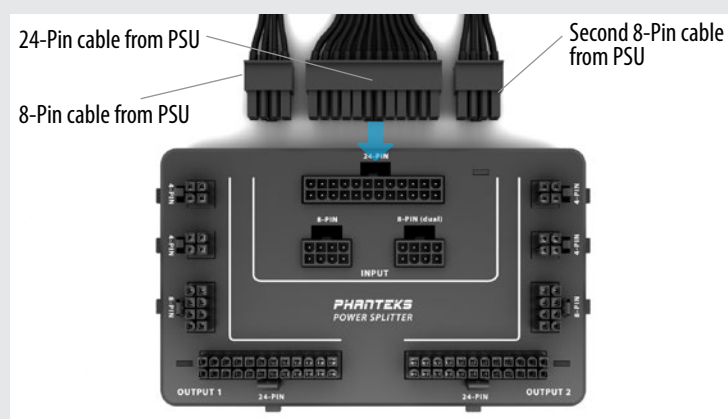 24-Pin cable from PSU
Second 8-Pin cable
from PSU
8-Pin cable from PSU
24-PIN
4-PIN
4-PIN
8-PIN
8-PIN (dual)
4-PIN
4-PIN
INPUT
8-PIN
8-PIN
PHANTEKS
POWER SPLITTER
OUTPUT 1
24-PIN
24-PIN
OUTPUT 2